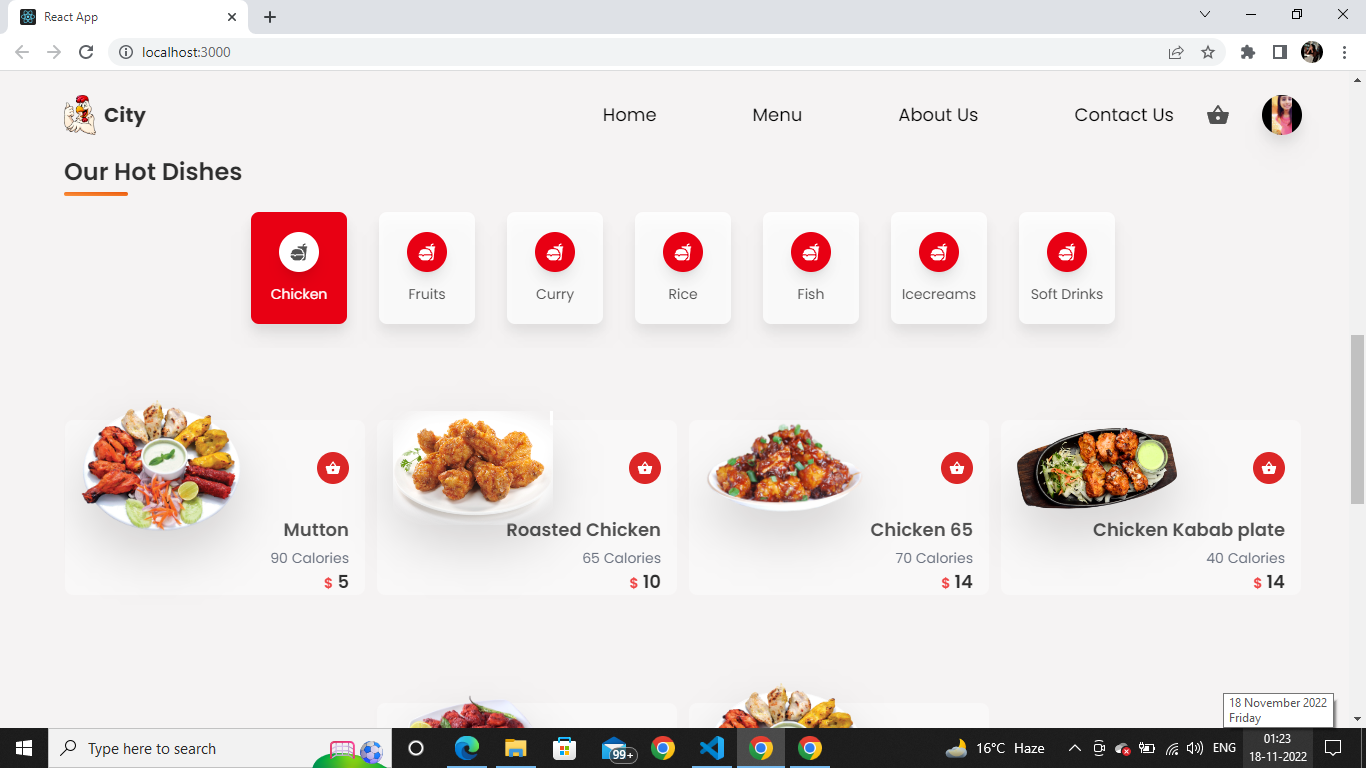 React App
localhost:3000
City
Home
Menu
About Us
Contact Us
Our Hot Dishes
Chicken
Fruits
Curry
Rice
Fish
Icecreams
Soft Drinks
Mutton
90 Calories
$ 5
Roasted Chicken
65 Calories
$ 10
Chicken 65
70 Calories
$ 14
Chicken Kabab plate
40 Calories
$ 14
18 November 2022
Friday
Type here to search
99+
16°C Haze
ENG
01:23
18-11-2022